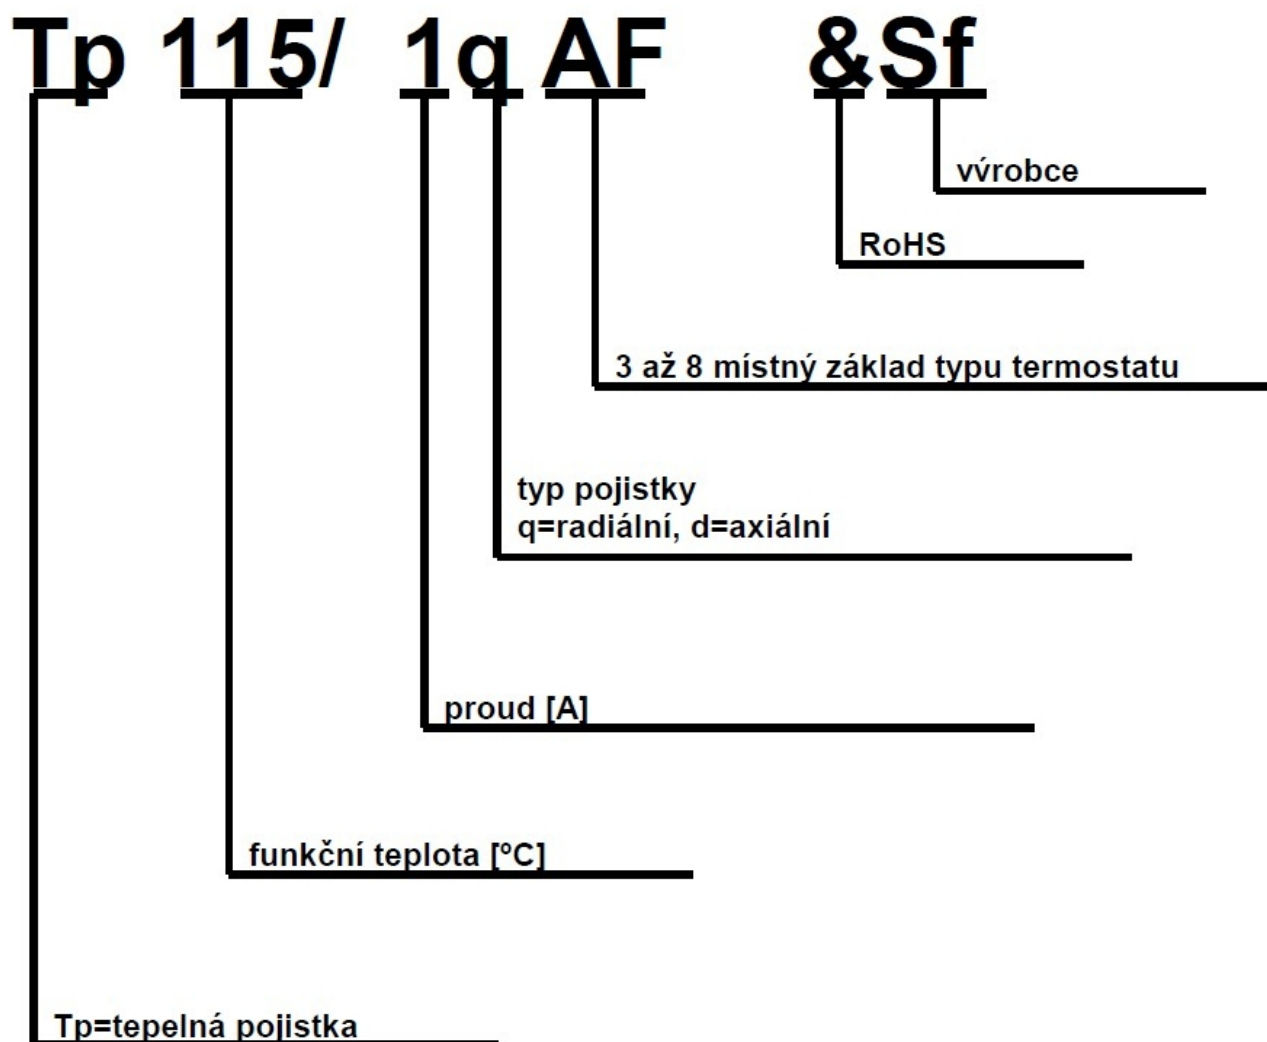 Tp 115/ 1q AF &Sf
výrobce
RoHS
3 až 8 místný základ typu termostatu
typ pojistky
q=radiální, d=axiální
proud [A]
funkční teplota [ºC]
Tp=tepelná pojistka